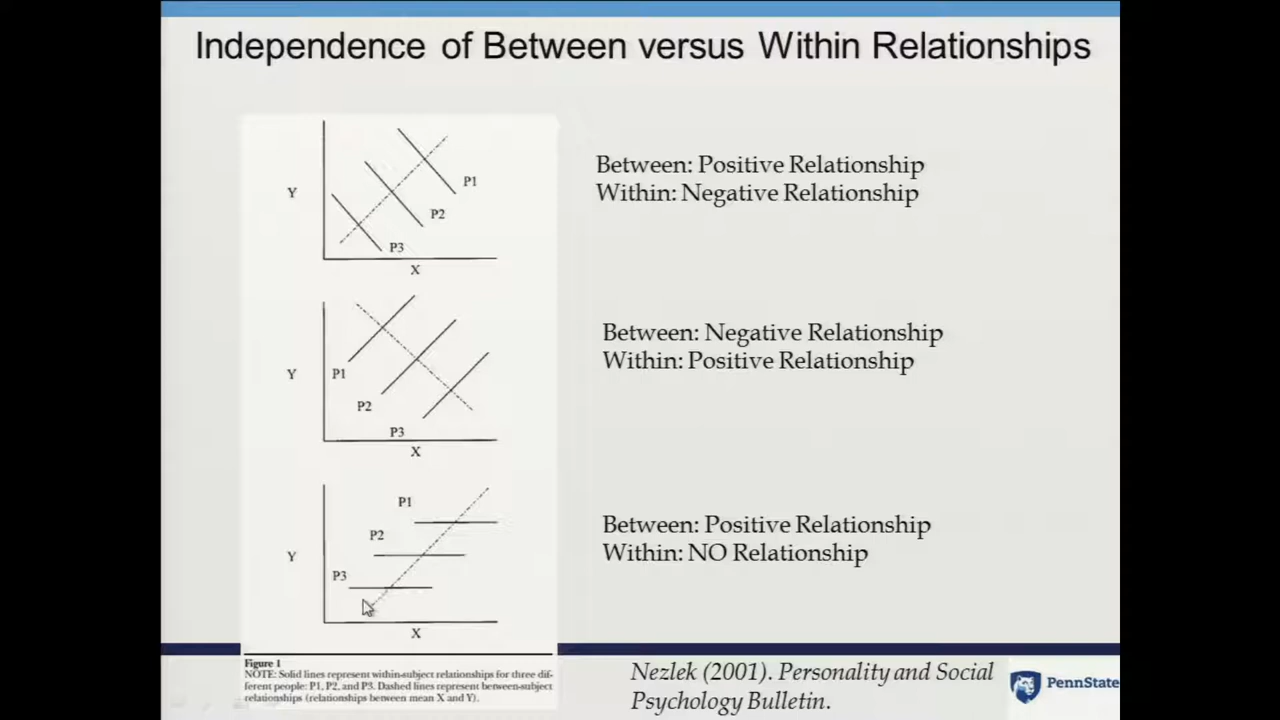 Independence of Between versus Within Relationships
Y
P1
P2
P3
X
Between: Positive Relationship
Within: Negative Relationship
Y
P1
P2
P3
X
Between: Negative Relationship
Within: Positive Relationship
P1
P2
Y
P3
X
Between: Positive Relationship
Within: NO Relationship
Figure 1
NOTE: Solid lines represent within-subject relationships for three dif-
ferent people: P1, P2, and P3. Dashed lines represent between-subject
relationships (relationships between mean X and Y).
Nezlek (2001). Personality and Social
Psychology Bulletin.
PennState